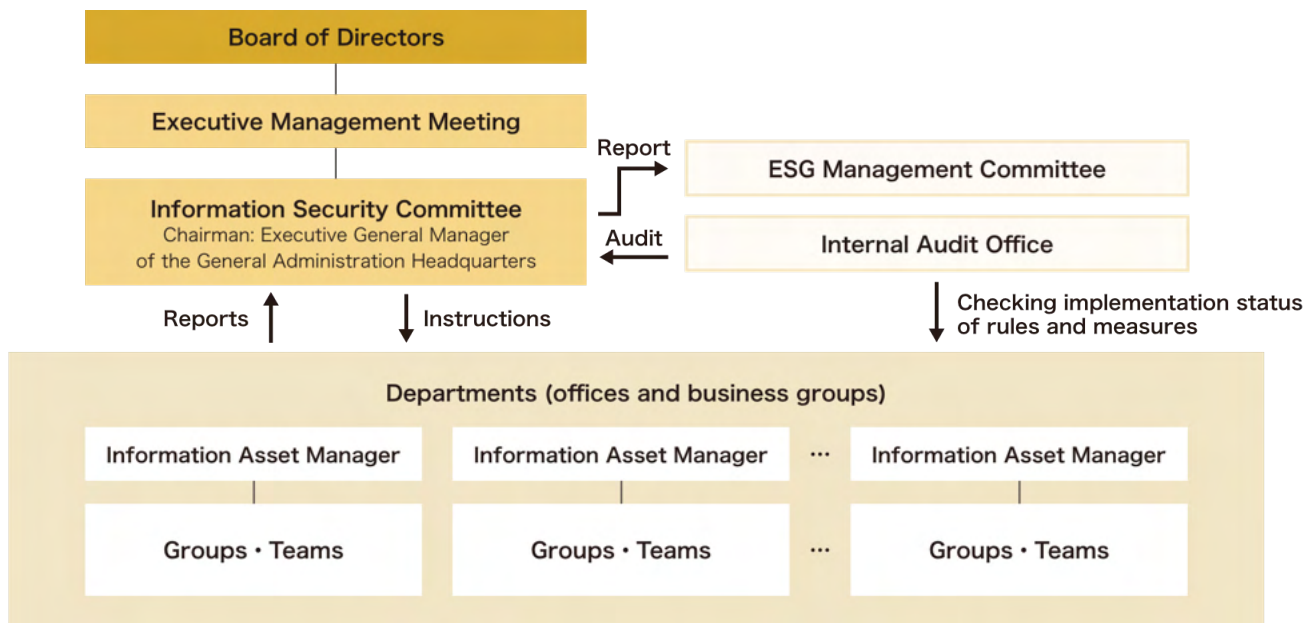 Board of Directors
Executive Management Meeting
Report
ESG Management Committee
Information Security Committee
Chairman: Executive General Manager
of the General Administration Headquarters
Audit
Internal Audit Office
Reports
Instructions
Checking implementation status
of rules and measures
Departments (offices and business groups)
Information Asset Manager
Information Asset Manager
…
Information Asset Manager
Groups・Teams
Groups・Teams
…
Groups・Teams